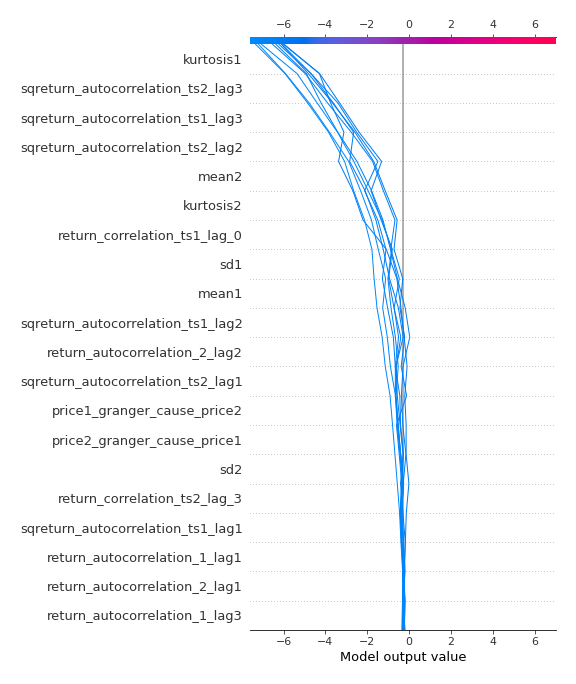 −6 −4 −2 0 2 4 6
kurtosis1
sqreturn_autocorrelation_ts2_lag3
sqreturn_autocorrelation_ts1_lag3
sqreturn_autocorrelation_ts2_lag2
mean2
kurtosis2
return_correlation_ts1_lag_0
sd1
mean1
sqreturn_autocorrelation_ts1_lag2
return_autocorrelation_2_lag2
sqreturn_autocorrelation_ts2_lag1
price1_granger_cause_price2
price2_granger_cause_price1
sd2
return_correlation_ts2_lag_3
sqreturn_autocorrelation_ts1_lag1
return_autocorrelation_1_lag1
return_autocorrelation_2_lag1
return_autocorrelation_1_lag3
−6 −4 −2 0 2 4 6
Model output value